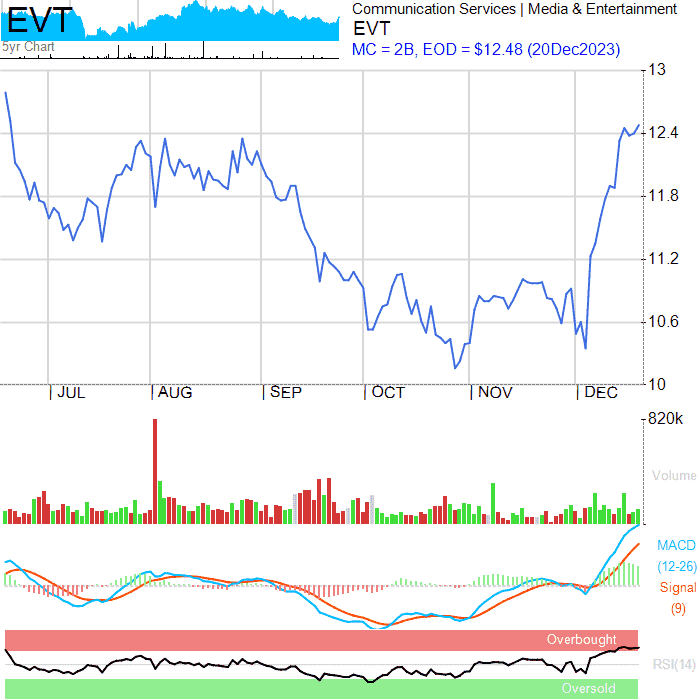 EVT
5yr Chart
Communication Services | Media & Entertainment
EVT
MC = 2B, EOD = $12.48 (20Dec2023)
13
12.4
11.8
11.2
10.6
10
JUL AUG SEP OCT NOV DEC
820k
Volume
MACD
(12-26)
Signal
(9)
Overbought
RSI(14)
Oversold